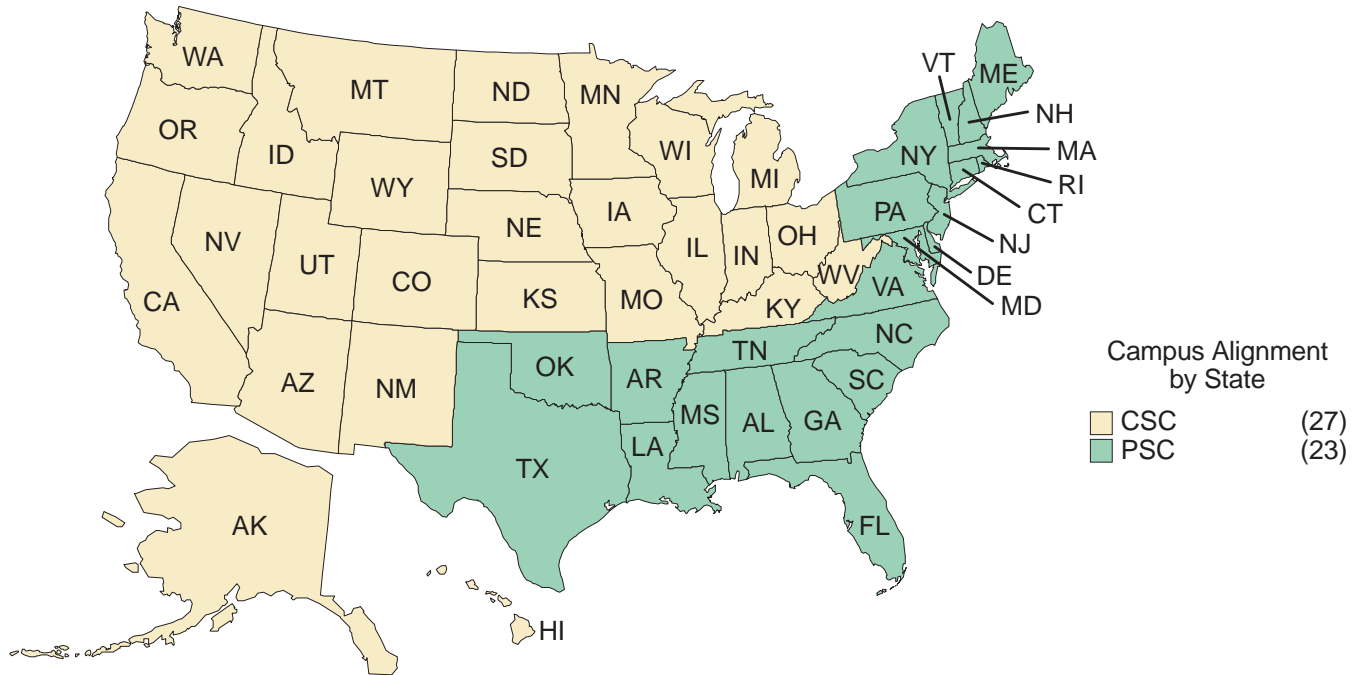 WA
MT
ND
MN
VT
ME
OR
ID
SD
WI
NH
WY
MI
NY
MA
RI
IA
NE
PA
CT
NV
UT
CO
IL
IN
OH
NJ
CA
KS
MO
WV
VA
DE
KY
MD
AZ
NM
OK
AR
TN
NC
SC
MS
AL
GA
LA
TX
FL
AK
HI
Campus Alignment
by State
CSC (27)
PSC (23)